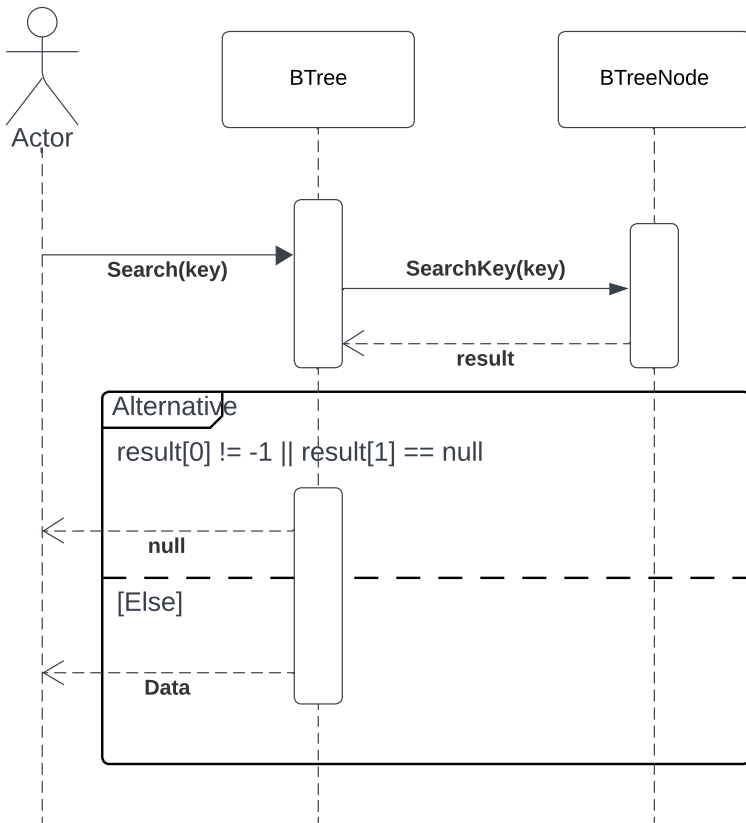 BTree
BTreeNode
Actor
Search(key)
SearchKey(key)
result
Alternative
result[0] != -1 || result[1] == null
null
[Else]
Data